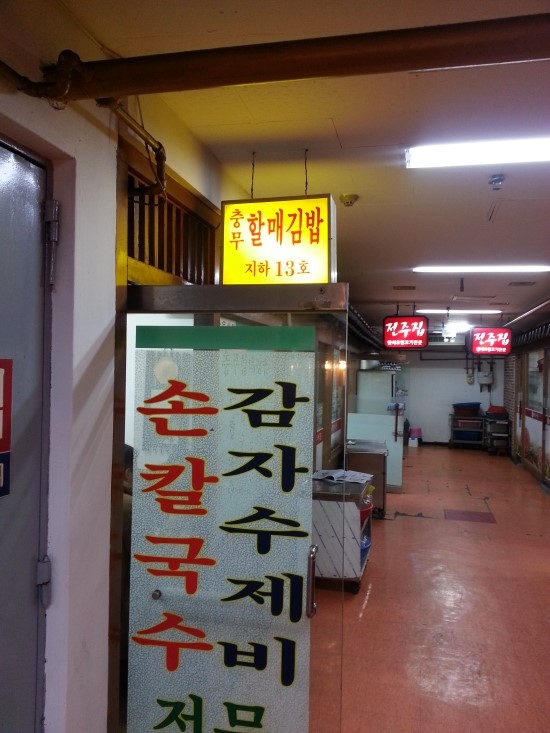 충무 할매김밥
지하 13호
전주집
전주집
손칼국수
감자수제비